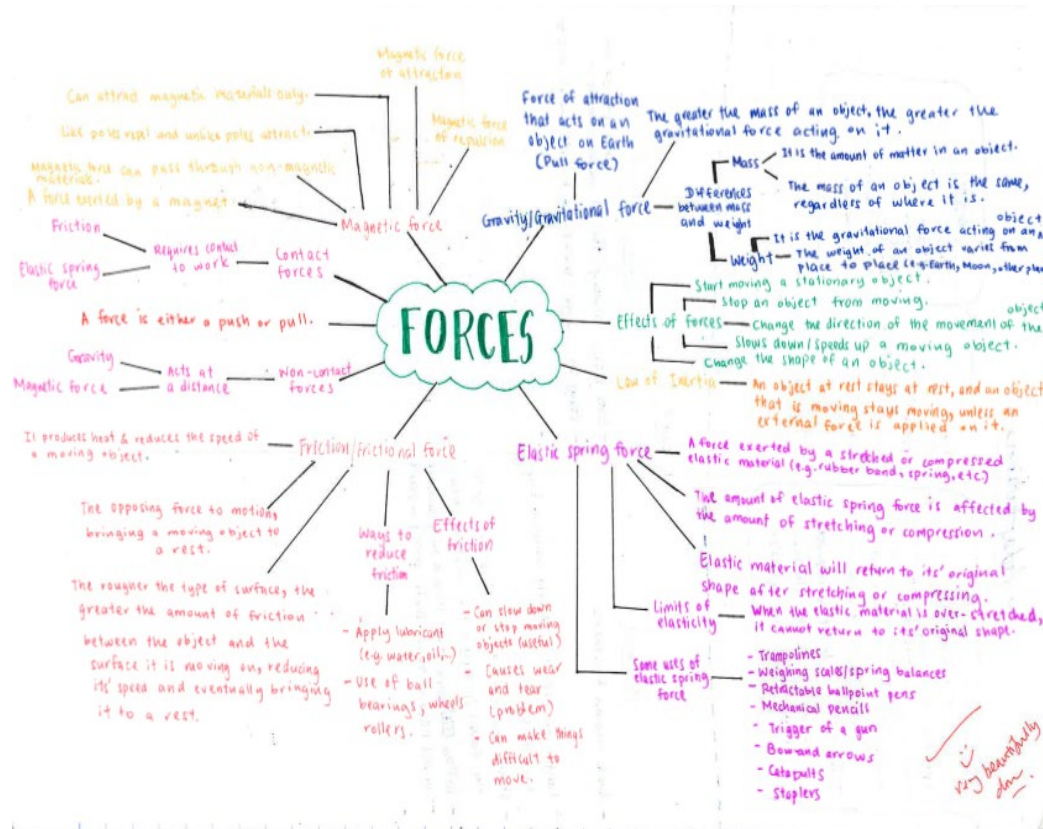 FORCES
Magnetic force
of attraction
Can attract magnetic materials only.
Like poles repel and unlike poles attract.
Magnetic force
of repulsion
Magnetic force can pass through non-magnetic
materials.
A force exerted by a magnet
Magnetic force
Friction
Elastic spring
force
Requires contact
to work
Contact
forces
A force is either a push or pull.
Gravity
Magnetic force
Acts at
a distance
Non-contact
forces
Force of attraction
that acts on an
object on Earth
(Pull force)
The greater the mass of an object, the greater the
gravitational force acting on it.
Gravity/Gravitational force
Differences
between mass
and weight
Mass
It is the amount of matter in an object.
The mass of an object is the same,
regardless of where it is.
Weight
It is the gravitational force acting on an
object
The weight of an object varies from
place to place (e.g. Earth, Moon, other
Effects of forces
Start moving a stationary object.
Stop an object from moving.
Change the direction of the movement of the
object
Slows down/speeds up a moving object.
Change the shape of an object.
Law of Inertia
An object at rest stays at rest, and an object
that is moving stays moving, unless an
external force is applied on it.
Friction/frictional force
It produces heat & reduces the speed of
a moving object.
The opposing force to motion,
bringing a moving object to
a rest.
The rougher the type of surface, the
greater the amount of friction
between the object and the
surface it is moving on, reducing
its' speed and eventually bringing
it to a rest.
Ways to
reduce
friction
- Apply lubricant
(e.g. water, oil,...)
- Use of ball
bearings, wheels
rollers.
Effects of
friction
- Can slow down
or stop moving
objects (useful)
- Causes wear
and tear
(problem)
- Can make things
difficult to
move.
Elastic spring force
A force exerted by a stretched or compressed
elastic material (e.g. rubber band, spring, etc)
The amount of elastic spring force is affected by
the amount of stretching or compression.
Elastic material will return to its' original
shape after stretching or compressing.
Limits of
elasticity
When the elastic material is over-stretched,
it cannot return to its' original shape.
Some uses of
elastic spring
force
- Trampolines
- Weighing scales/spring balances
- Retractable ballpoint pens
- Mechanical pencils
- Trigger of a gun
- Bow and arrows
- Catapults
- Staplers
very beautifully
done